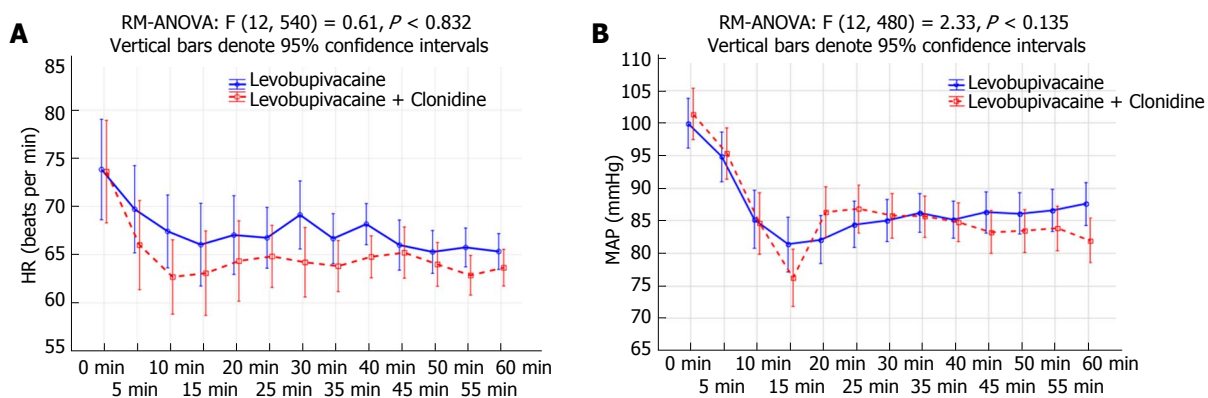 A
RM-ANOVA: F (12, 540) = 0.61, P < 0.832
Vertical bars denote 95% confidence intervals
85
80
75
70
65
60
55
HR (beats per min)
Levobupivacaine
Levobupivacaine + Clonidine
0 min 10 min 20 min 30 min 40 min 50 min 60 min
5 min 15 min 25 min 35 min 45 min 55 min
B
RM-ANOVA: F (12, 480) = 2.33, P < 0.135
Vertical bars denote 95% confidence intervals
110
105
100
95
90
85
80
75
70
65
MAP (mmHg)
Levobupivacaine
Levobupivacaine + Clonidine
0 min 10 min 20 min 30 min 40 min 50 min 60 min
5 min 15 min 25 min 35 min 45 min 55 min